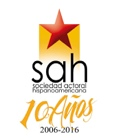 sah
sociedad actoral
hispanoamericana
10 Años
2006-2016